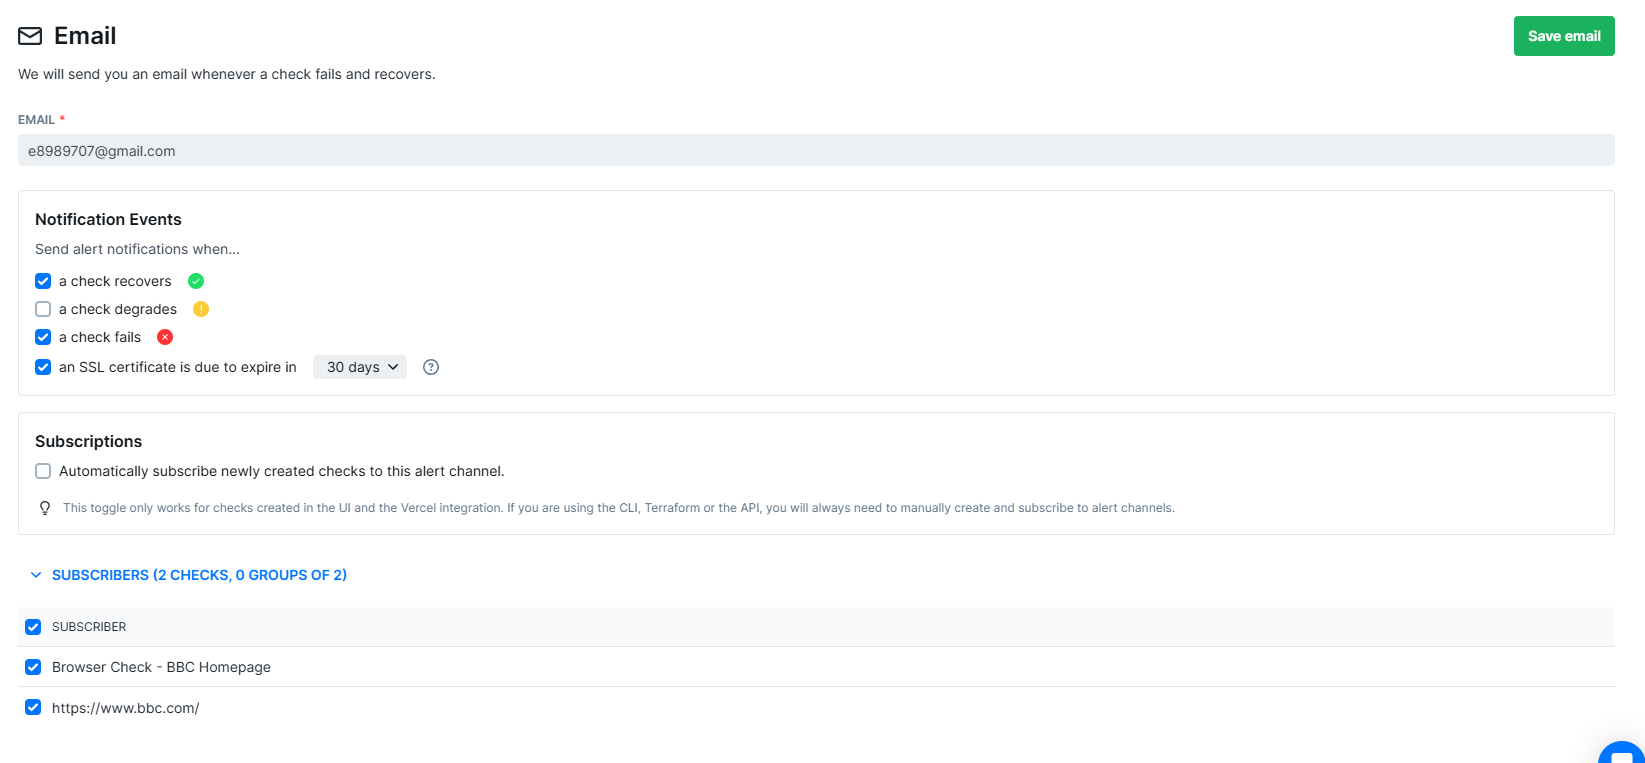 Email
Save email
We will send you an email whenever a check fails and recovers.
EMAIL *
e8989707@gmail.com
Notification Events
Send alert notifications when...
a check recovers
a check degrades
a check fails
an SSL certificate is due to expire in 30 days
Subscriptions
Automatically subscribe newly created checks to this alert channel.
This toggle only works for checks created in the UI and the Vercel integration. If you are using the CLI, Terraform or the API, you will always need to manually create and subscribe to alert channels.
SUBSCRIBERS (2 CHECKS, 0 GROUPS OF 2)
SUBSCRIBER
Browser Check - BBC Homepage
https://www.bbc.com/